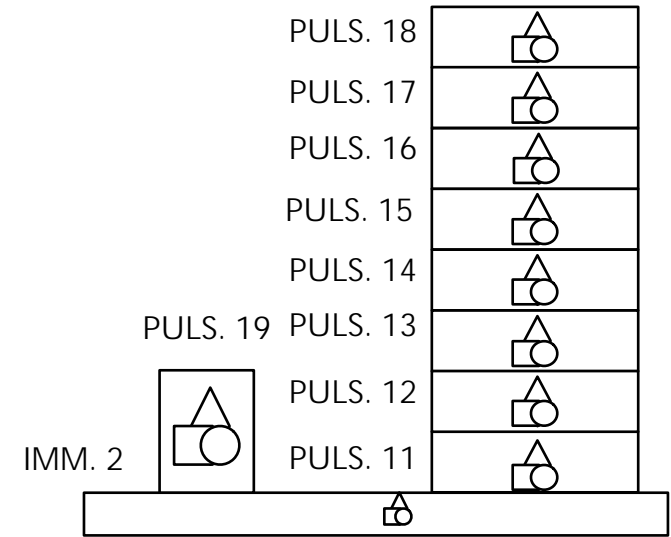 PULS. 18
PULS. 17
PULS. 16
PULS. 15
PULS. 14
PULS. 19 PULS. 13
PULS. 12
IMM. 2 PULS. 11